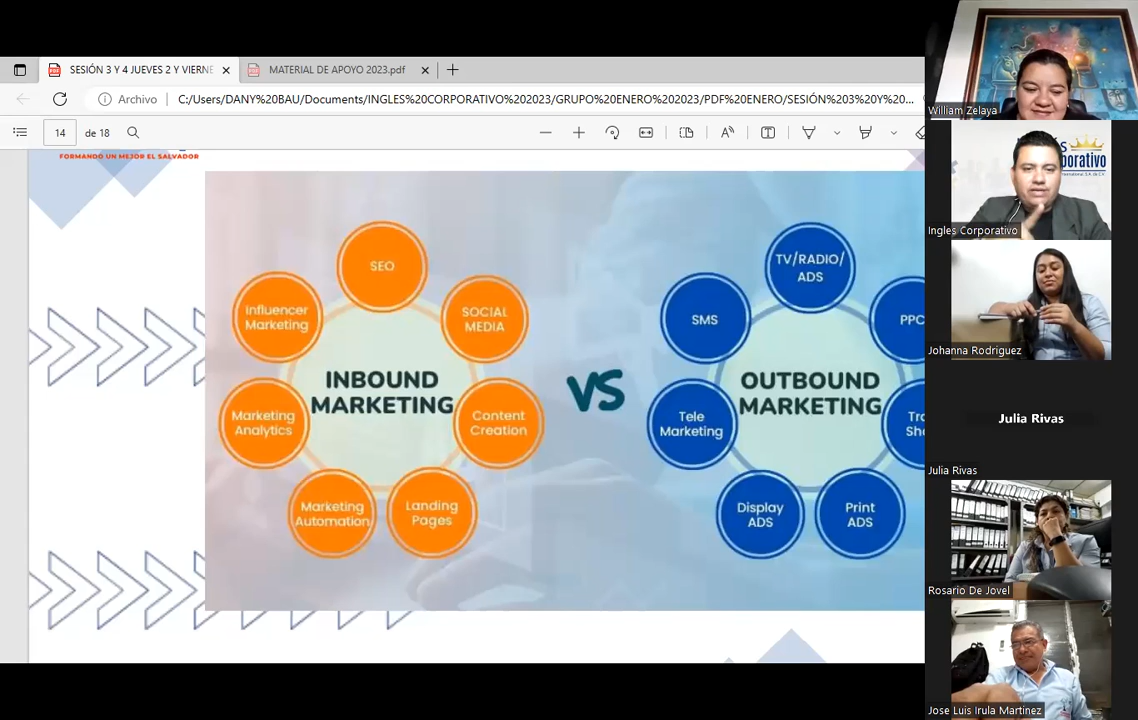 SESIÓN 3 Y 4 JUEVES 2 Y VIERNE
MATERIAL DE APOYO 2023.pdf
Archivo
C:/Users/DANY%20BAU/Documents/INGLES%20CORPORATIVO%202023/GRUPO%20ENERO%202023/PDF%20ENERO/SESIÓN%203%20Y%20...
14
de 18
FORMANDO UN MEJOR EL SALVADOR
SEO
Influencer
Marketing
SOCIAL
MEDIA
INBOUND
MARKETING
Marketing
Analytics
Content
Creation
Marketing
Automation
Landing
Pages
VS
TV/RADIO/
ADS
SMS
PPC
OUTBOUND
MARKETING
Tele
Marketing
Display
ADS
Print
ADS
William Zelaya
Ingles Corporativo
Johanna Rodriguez
Julia Rivas
Julia Rivas
Rosario De Jovel
Jose Luis Irula Martinez